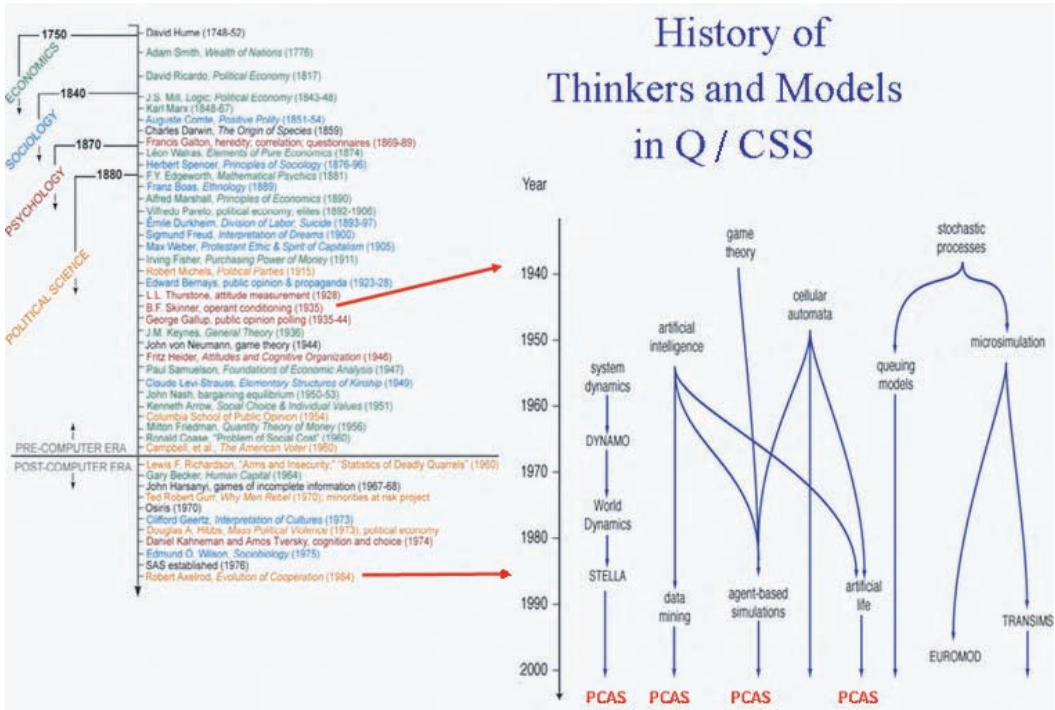 History of
Thinkers and Models
in Q / CSS
1750
ECONOMICS
1840
SOCIOLOGY
1870
PSYCHOLOGY
1880
POLITICAL SCIENCE
David Hume (1748-52)
Adam Smith, Wealth of Nations (1776)
David Ricardo, Political Economy (1817)
J.S. Mill, Logic, Political Economy (1843-48)
Karl Marx (1848-67)
Auguste Comte, Positive Polity (1851-54)
Charles Darwin, The Origin of Species (1859)
Francis Galton, heredity; correlation; questionnaires (1869-89)
Léon Walras, Elements of Pure Economics (1874)
Herbert Spencer, Principles of Sociology (1876-96)
F.Y. Edgeworth, Mathematical Psychics (1881)
Franz Boas, Ethnology (1889)
Alfred Marshall, Principles of Economics (1890)
Vilfredo Pareto, political economy, elites (1892-1906)
Émile Durkheim, Division of Labor, Suicide (1893-97)
Sigmund Freud, Interpretation of Dreams (1900)
Max Weber, Protestant Ethic & Spirit of Capitalism (1905)
Irving Fisher, Purchasing Power of Money (1911)
Robert Michels, Political Parties (1915)
Edward Bernays, public opinion & propaganda (1923-28)
L.L. Thurstone, attitude measurement (1928)
B.F. Skinner, operant conditioning (1935)
George Gallup, public opinion polling (1935-44)
J.M. Keynes, General Theory (1936)
John von Neumann, game theory (1944)
Fritz Heider, Attitudes and Cognitive Organization (1946)
Paul Samuelson, Foundations of Economic Analysis (1947)
Claude Levi-Strauss, Elementary Structures of Kinship (1949)
John Nash, bargaining equilibrium (1950-53)
Kenneth Arrow, Social Choice & Individual Values (1951)
Columbia School of Public Opinion (1954)
Milton Friedman, Quantity Theory of Money (1956)
Ronald Coase, "Problem of Social Cost" (1960)
Campbell, et al., The American Voter (1960)
PRE-COMPUTER ERA
POST-COMPUTER ERA
Lewis F. Richardson, "Arms and Insecurity;" "Statistics of Deadly Quarrels" (1960)
Gary Becker, Human Capital (1964)
John Harsanyi, games of incomplete information (1967-68)
Ted Robert Gurr, Why Men Rebel (1970); minorities at risk project
Osiris (1970)
Clifford Geertz, Interpretation of Cultures (1973)
Douglas A. Hibbs, Mass Political Violence (1973), political economy
Daniel Kahneman and Amos Tversky, cognition and choice (1974)
Edmund O. Wilson, Sociobiology (1975)
SAS established (1976)
Robert Axelrod, Evolution of Cooperation (1984)
Year
1940
1950
1960
1970
1980
1990
2000
system
dynamics
DYNAMO
World
Dynamics
STELLA
PCAS
artificial
intelligence
data
mining
PCAS
game
theory
agent-based
simulations
PCAS
cellular
automata
artificial
life
PCAS
stochastic
processes
queuing
models
microsimulation
EUROMOD
TRANSIMS